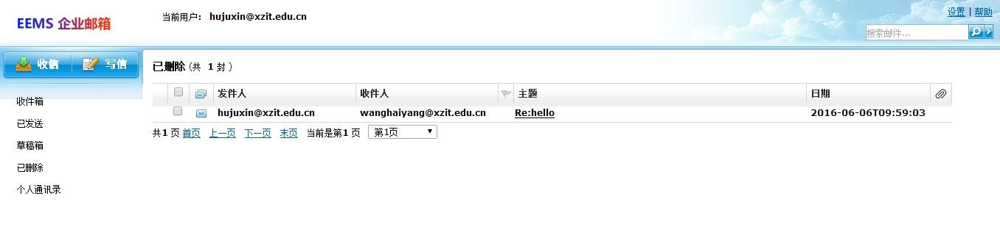 EEMS 企业邮箱
当前用户： hujuxin@xzit.edu.cn
设置 | 帮助
搜索邮件...
收信 写信
已删除 (共 1 封 )
发件人 收件人 主题 日期
hujuxin@xzit.edu.cn wanghaiyang@xzit.edu.cn Re:hello 2016-06-06T09:59:03
共1 页 首页 上一页 下一页 末页 当前是第1 页 第1页
收件箱
已发送
草稿箱
已删除
个人通讯录